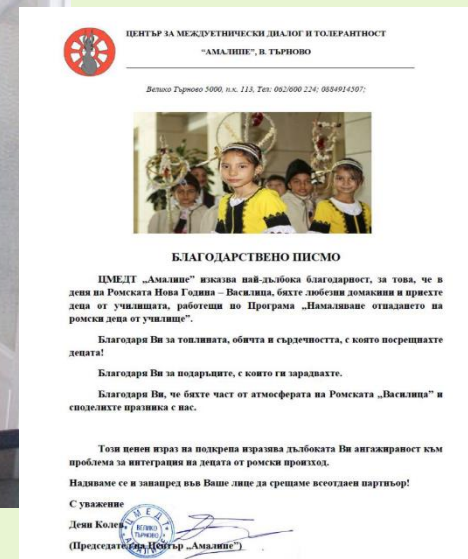 ЦЕНТЪР ЗА МЕЖДУЕТНИЧЕСКИ ДИАЛОГ И ТОЛЕРАНТНОСТ
“АМАЛИПЕ”, В. ТЪРНОВО
Велико Търново 5000, п.к. 113, Тел: 062/600 224; 0884914507;
БЛАГОДАРСТВЕНО ПИСМО
ЦМЕДТ „Амалипе” изказва най-дълбока благодарност, за това, че в
деня на Ромската Нова Година – Василица, бяхте любезни домакини и приехте
деца от училищата, работещи по Програма „Намаляване отпадането на
ромски деца от училище”.
Благодаря Ви за топлината, обичта и сърдечността, с която посрещнахте
децата!
Благодаря Ви за подаръците, с които ги зарадвахте.
Благодаря Ви, че бяхте част от атмосферата на Ромската „Василица” и
споделихте празника с нас.
Този ценен израз на подкрепа изразява дълбоката Ви ангажираност към
проблема за интеграция на децата от ромски произход.
Надяваме се и занапред във Ваше лице да срещаме всеотдаен партньор!
С уважение
Деян Колев,
ЦМЕДТ
ВЕЛИКО
ТЪРНОВО
АМАЛИПЕ
(Председател на Център „Амалипе”)